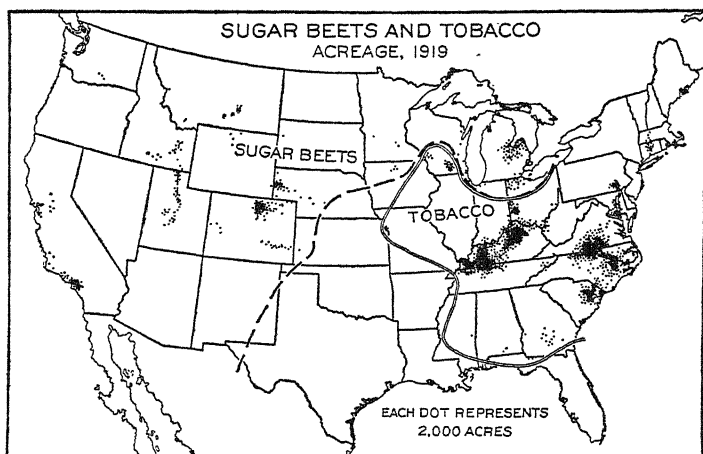 SUGAR BEETS AND TOBACCO
ACREAGE, 1919
SUGAR BEETS
TOBACCO
EACH DOT REPRESENTS
2,000 ACRES